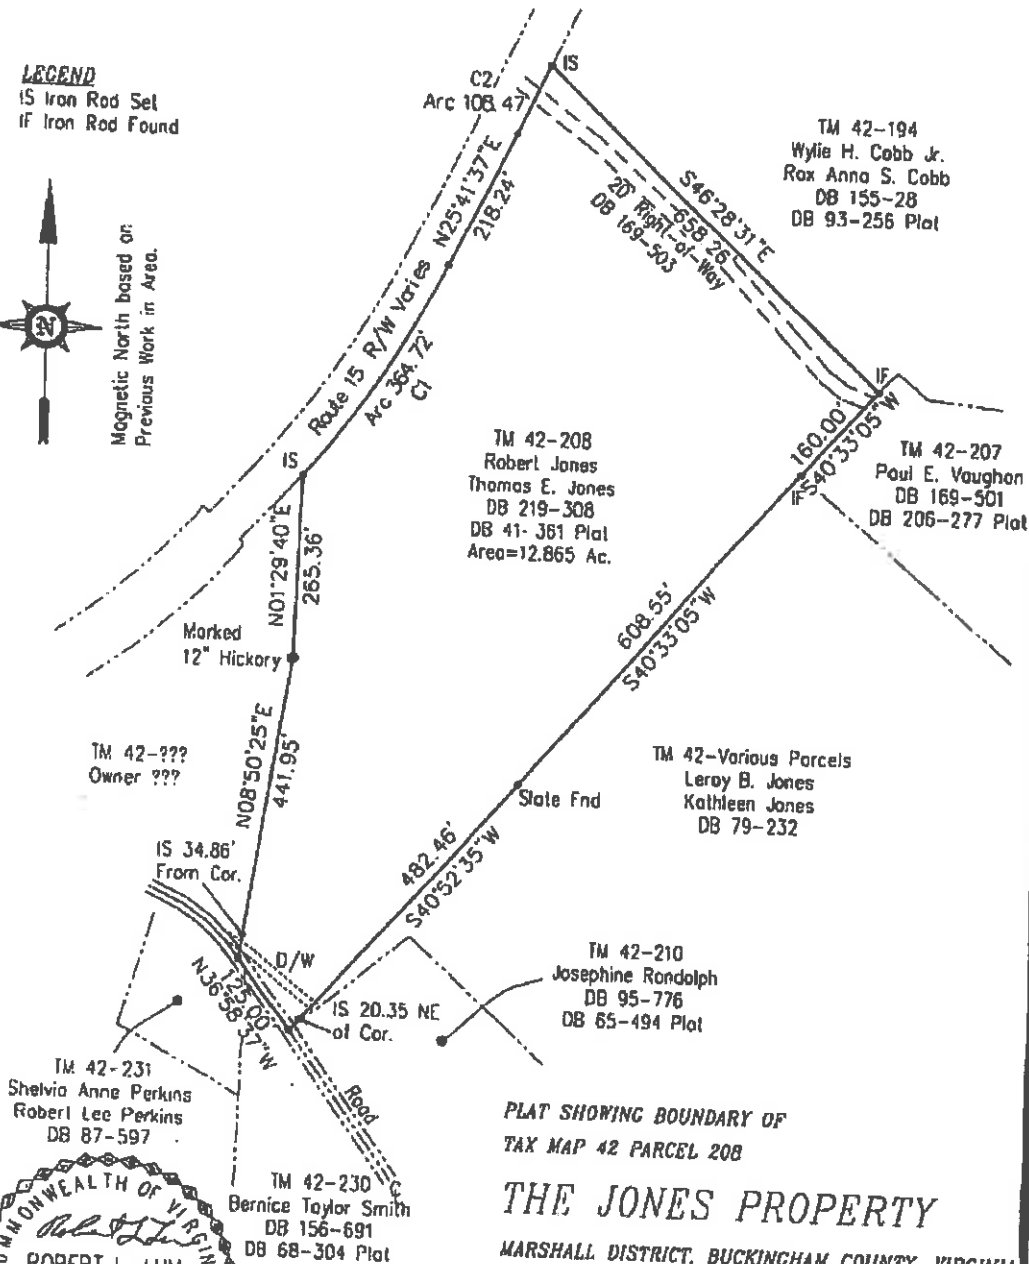 LEGEND
IS Iron Rod Set
IF Iron Rod Found
N
Magnetic North based on
Previous Work in Area.
C2
Arc 108.47'
IS
N25°41'37"E
218.24'
S46°28'31"E
658.26'
20' Right-of-Way
DB 169-503
TM 42-194
Wylie H. Cobb Jr.
Rox Anna S. Cobb
DB 155-28
DB 93-256 Plat
Route 15 R/W Varies
Arc 364.72'
C1
IS
IF
160.00'
S40°33'05"W
IF
TM 42-207
Paul E. Vaughan
DB 169-501
DB 206-277 Plat
TM 42-208
Robert Jones
Thomas E. Jones
DB 219-308
DB 41-361 Plat
Area=12.865 Ac.
N01°29'40"E
265.36'
Marked
12" Hickory
608.55'
S40°33'05"W
N08°50'25"E
441.95'
TM 42-???
Owner ???
TM 42-Various Parcels
Leroy B. Jones
Kathleen Jones
DB 79-232
Slate Fnd
482.46'
S40°52'35"W
IS 34.86'
From Cor.
D/W
125.00'
N36°58'37"W
IS 20.35 NE
of Cor.
TM 42-210
Josephine Randolph
DB 95-776
DB 65-494 Plat
Road
TM 42-231
Shelvia Anne Perkins
Robert Lee Perkins
DB 87-597
TM 42-230
Bernice Taylor Smith
DB 156-691
DB 68-304 Plat
PLAT SHOWING BOUNDARY OF
TAX MAP 42 PARCEL 208
THE JONES PROPERTY
MARSHALL DISTRICT, BUCKINGHAM COUNTY, VIRGINIA
COMMONWEALTH OF VIRGINIA
ROBERT L. LUM